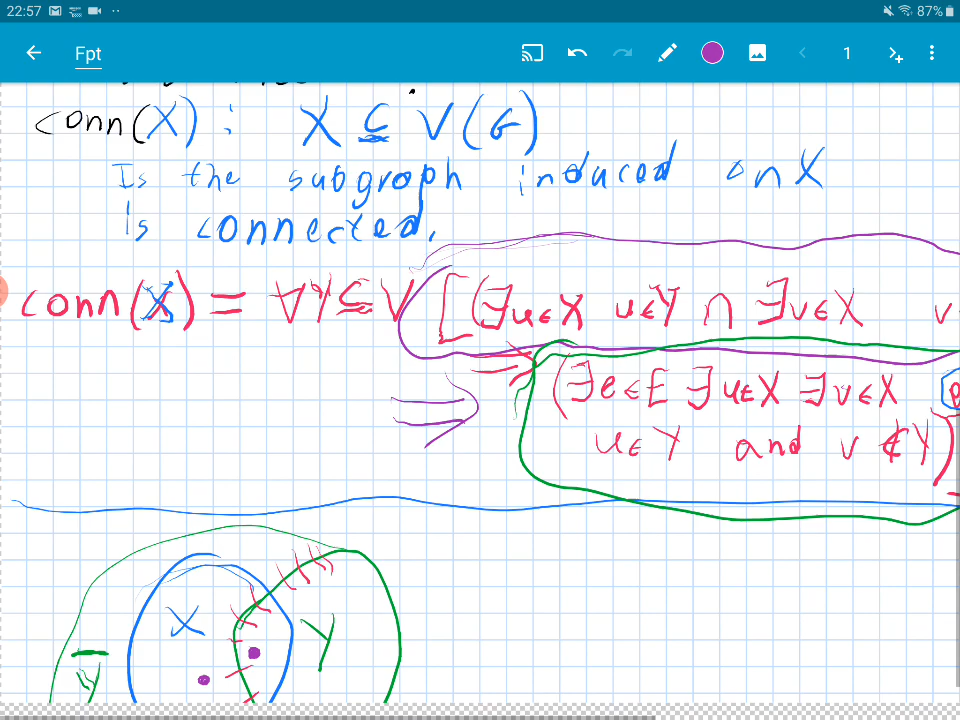 22:57 87%
Fpt 1
conn(X) : X ⊆ V(G)
Is the subgraph induced on X
is connected.
conn(X) = ∀Y⊆V [(∃u∈X u∈Y ∩ ∃v∈X v
⇒ (∃e∈E ∃u∈X ∃v∈X
u∈Y and v ∉Y)
X Y
Y